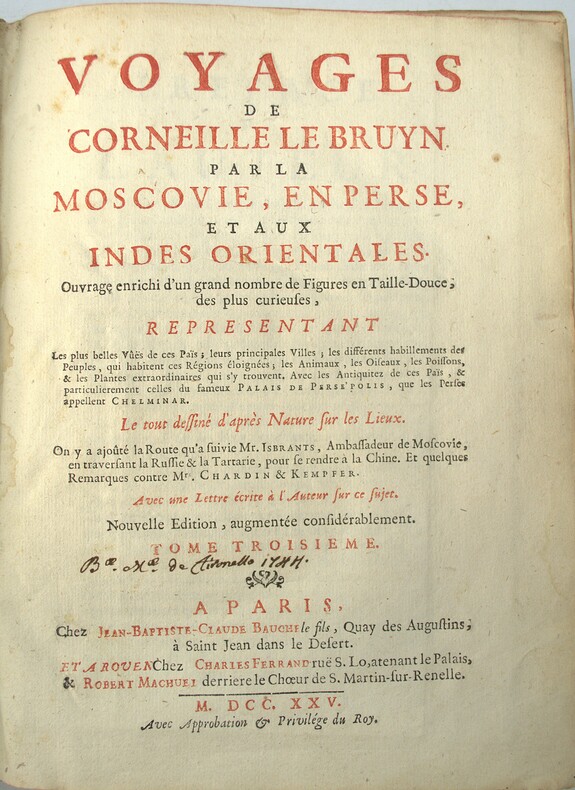 VOYAGES
DE
CORNEILLE LE BRUYN.
PAR LA
MOSCOVIE, EN PERSE,
ET AUX
INDES ORIENTALES.
Ouvrage enrichi d'un grand nombre de Figures en Taille-Douce,
des plus curieuſes,
REPRESENTANT
Les plus belles Vûës de ces Païs; leurs principales Villes; les différents habillemens des
Peuples, qui habitent ces Régions éloignées; les Animaux, les Oiſeaux, les Poiſſons,
& les Plantes extraordinaires qui s'y trouvent. Avec les Antiquitez de ces Païs, &
particulierement celles du fameux PALAIS DE PERSE'POLIS, que les Perſes
appellent CHELMINAR.
Le tout deſſiné d'après Nature ſur les Lieux.
On y a ajoûté la Route qu'a ſuivie Mr. ISBRANTS, Ambaſſadeur de Moſcovie,
en traverſant la Ruſſie & la Tartarie, pour ſe rendre à la Chine. Et quelques
Remarques contre Mrs. CHARDIN & KEMPFER.
Avec une Lettre écrite à l'Auteur ſur ce ſujet.
Nouvelle Edition, augmentée conſidérablement.
TOME TROISIEME.
de 1744.
A PARIS,
Chez JEAN-BAPTISTE-CLAUDE BAUCHE le fils, Quay des Auguſtins,
à Saint Jean dans le Deſert.
ET A ROUEN Chez CHARLES FERRAND ruë S. Lo, atenant le Palais,
& ROBERT MACHUEL derriere le Chœur de S. Martin-ſur-Renelle.
M. DCC. XXV.
Avec Approbation & Privilége du Roy.